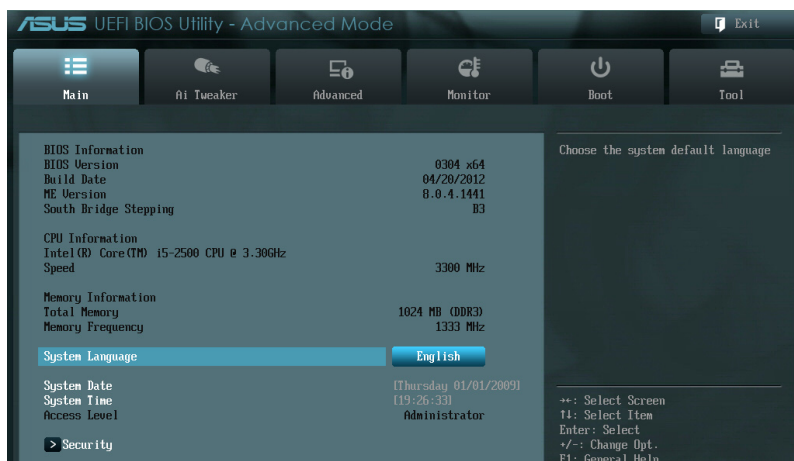 ASUS UEFI BIOS Utility - Advanced Mode
Exit
Main
Ai Tweaker
Advanced
Monitor
Boot
Tool
BIOS Information
BIOS Version 0304 x64
Build Date 04/20/2012
ME Version 8.0.4.1441
South Bridge Stepping B3
CPU Information
Intel(R) Core(TM) i5-2500 CPU @ 3.30GHz
Speed 3300 MHz
Memory Information
Total Memory 1024 MB (DDR3)
Memory Frequency 1333 MHz
System Language English
System Date [Thursday 01/01/2009]
System Time [19:26:33]
Access Level Administrator
> Security
Choose the system default language
→←: Select Screen
↑↓: Select Item
Enter: Select
+/-: Change Opt.
F1: General Help